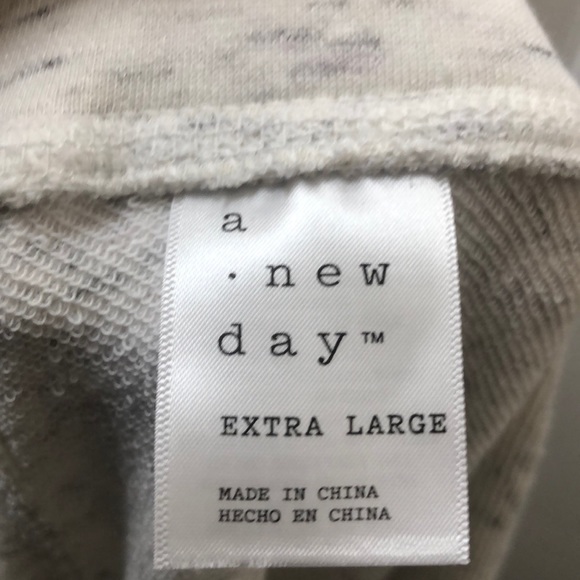 a
· new
day™
EXTRA LARGE
MADE IN CHINA
HECHO EN CHINA